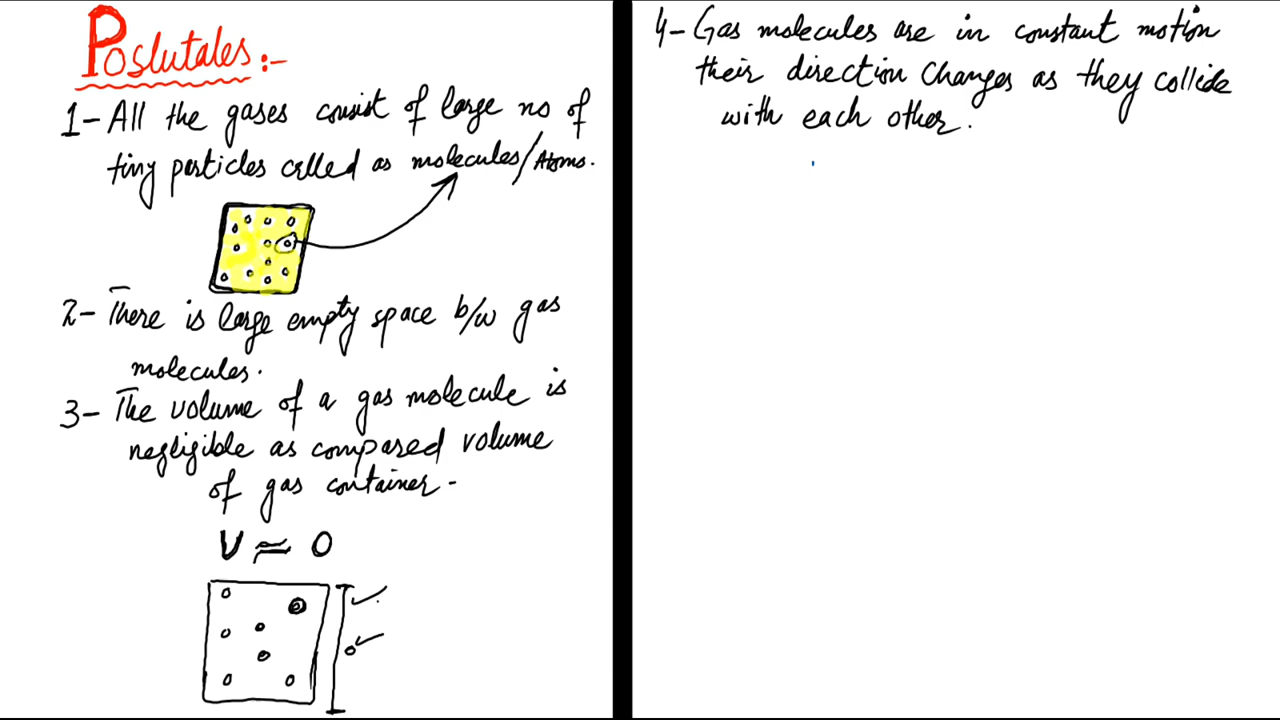 Poslutales :-
1- All the gases consist of large no of
tiny particles called as molecules/Atoms.
2- There is large empty space b/w gas
molecules.
3- The volume of a gas molecule is
negligible as compared volume
of gas container -
V ≈ 0
4- Gas molecules are in constant motion
their direction changes as they collide
with each other.